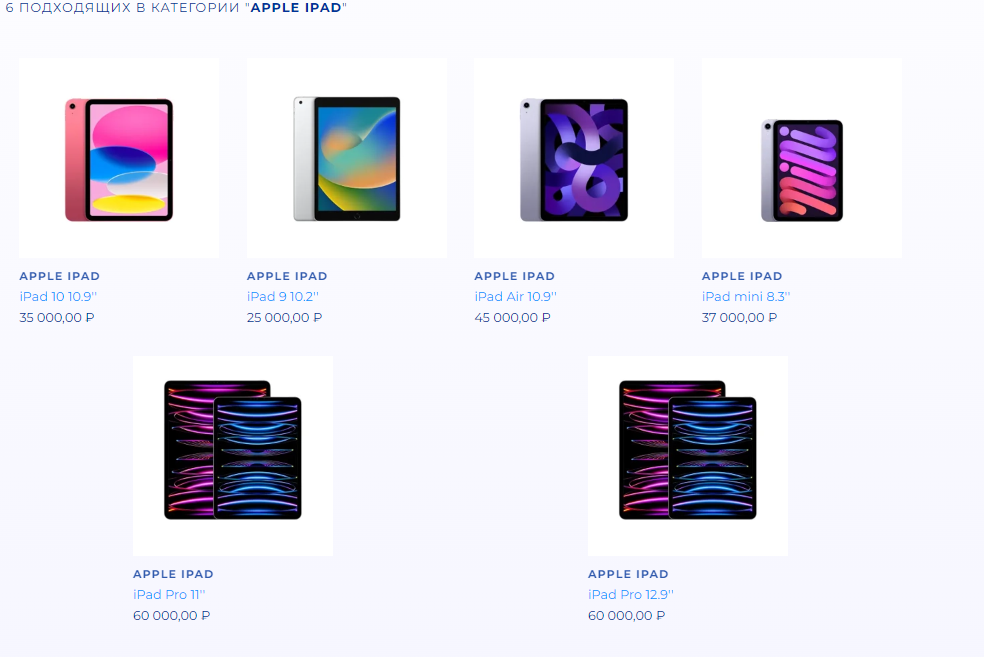 6 ПОДХОДЯЩИХ В КАТЕГОРИИ "APPLE IPAD"
APPLE IPAD
iPad 10 10.9''
35 000,00 ₽
APPLE IPAD
iPad 9 10.2''
25 000,00 ₽
APPLE IPAD
iPad Air 10.9''
45 000,00 ₽
APPLE IPAD
iPad mini 8.3''
37 000,00 ₽
APPLE IPAD
iPad Pro 11''
60 000,00 ₽
APPLE IPAD
iPad Pro 12.9''
60 000,00 ₽